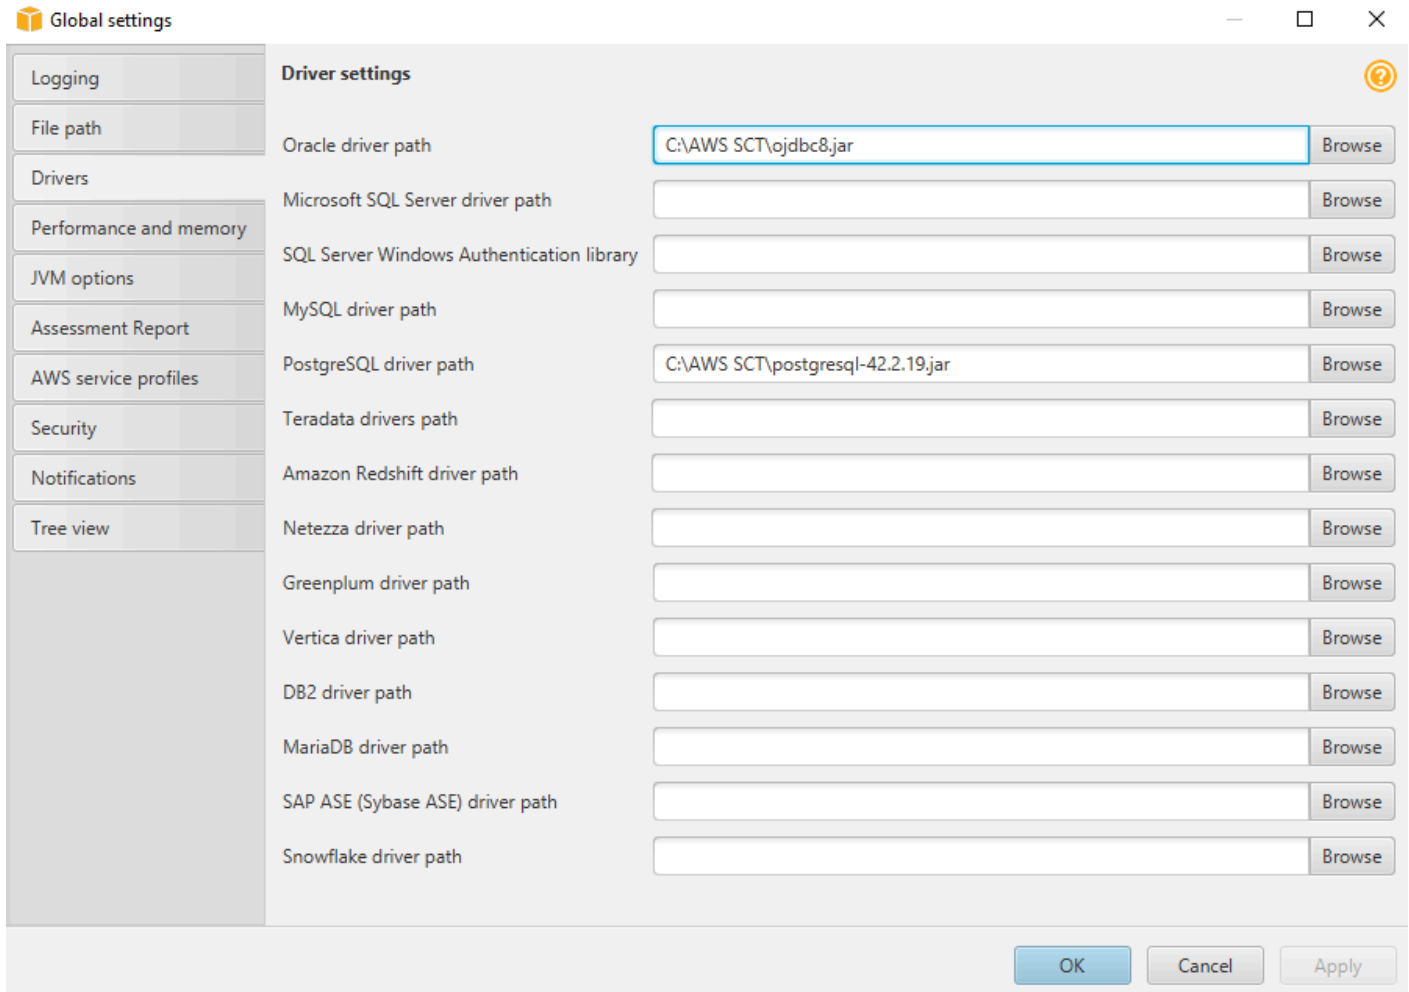 Global settings
Logging
File path
Drivers
Performance and memory
JVM options
Assessment Report
AWS service profiles
Security
Notifications
Tree view
Driver settings
?
Oracle driver path C:\AWS SCT\ojdbc8.jar Browse
Microsoft SQL Server driver path Browse
SQL Server Windows Authentication library Browse
MySQL driver path Browse
PostgreSQL driver path C:\AWS SCT\postgresql-42.2.19.jar Browse
Teradata drivers path Browse
Amazon Redshift driver path Browse
Netezza driver path Browse
Greenplum driver path Browse
Vertica driver path Browse
DB2 driver path Browse
MariaDB driver path Browse
SAP ASE (Sybase ASE) driver path Browse
Snowflake driver path Browse
OK Cancel Apply